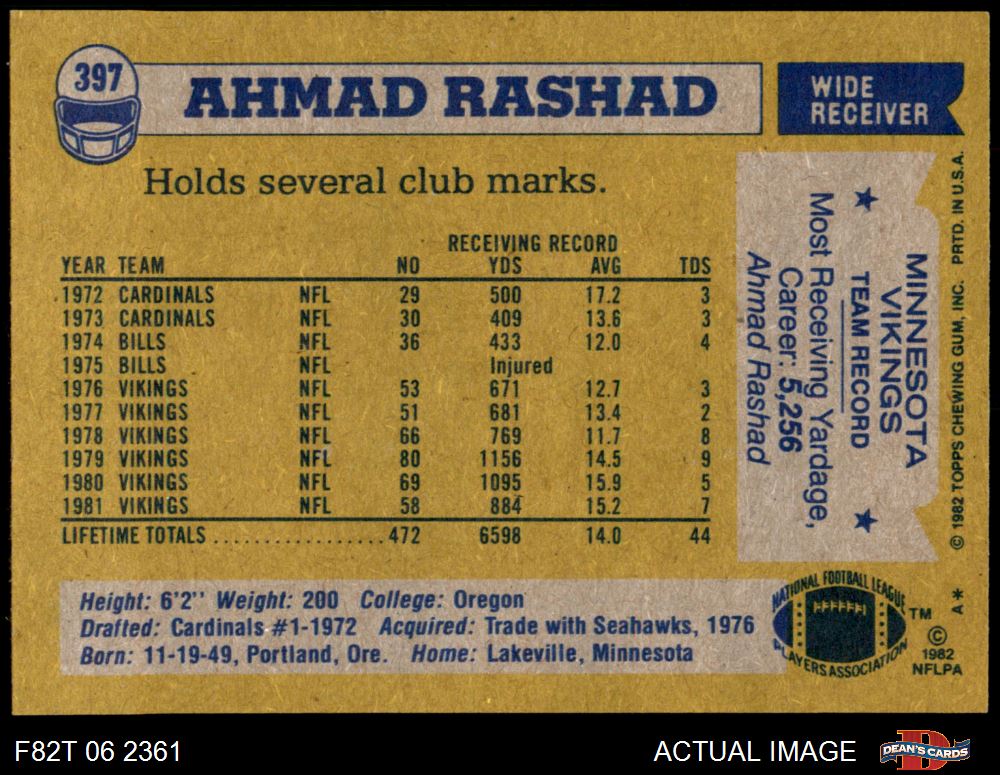 397
AHMAD RASHAD
WIDE
RECEIVER
Holds several club marks.
RECEIVING RECORD
YEAR TEAM NO YDS AVG TDS
1972 CARDINALS NFL 29 500 17.2 3
1973 CARDINALS NFL 30 409 13.6 3
1974 BILLS NFL 36 433 12.0 4
1975 BILLS NFL Injured
1976 VIKINGS NFL 53 671 12.7 3
1977 VIKINGS NFL 51 681 13.4 2
1978 VIKINGS NFL 66 769 11.7 8
1979 VIKINGS NFL 80 1156 14.5 9
1980 VIKINGS NFL 69 1095 15.9 5
1981 VIKINGS NFL 58 884 15.2 7
LIFETIME TOTALS ................. 472 6598 14.0 44
MINNESOTA
VIKINGS
★ TEAM RECORD ★
Most Receiving Yardage,
Career: 5,256
Ahmad Rashad
© 1982 TOPPS CHEWING GUM, INC. PRTD. IN U.S.A.
Height: 6'2'' Weight: 200 College: Oregon
Drafted: Cardinals #1-1972 Acquired: Trade with Seahawks, 1976
Born: 11-19-49, Portland, Ore. Home: Lakeville, Minnesota
NATIONAL FOOTBALL LEAGUE
PLAYERS ASSOCIATION
TM
©
1982
NFLPA
A*
F82T 06 2361
ACTUAL IMAGE
D
DEAN'S CARDS